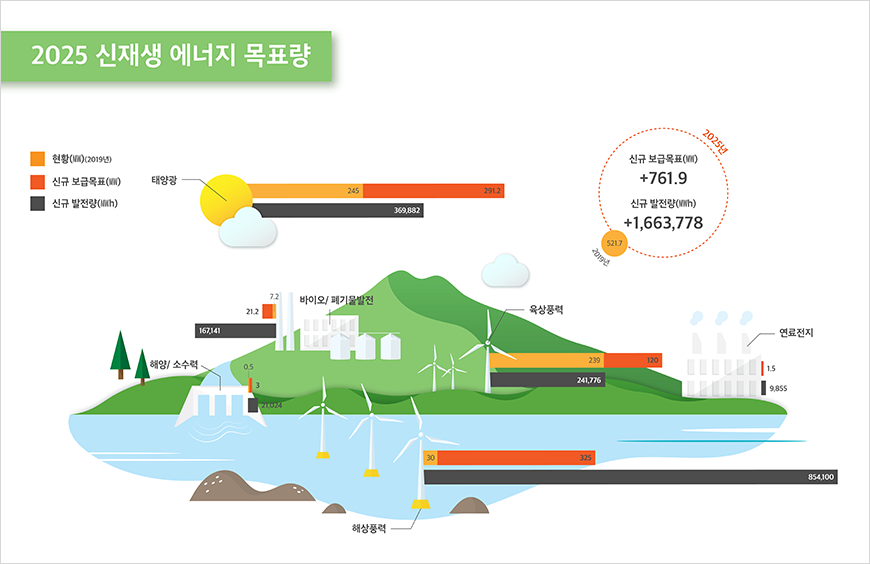 2025 신재생 에너지 목표량
현황(㎿)(2019년)
신규 보급목표(㎿)
신규 발전량(㎿h)
태양광
245
291.2
369,882
2025년
신규 보급목표(㎿)
+761.9
신규 발전량(㎿h)
+1,663,778
521.7
2019년
7.2
바이오/ 폐기물발전
21.2
167,141
육상풍력
239
120
241,776
연료전지
1.5
9,855
해양/ 소수력
0.5
3
21,024
30
325
854,100
해상풍력